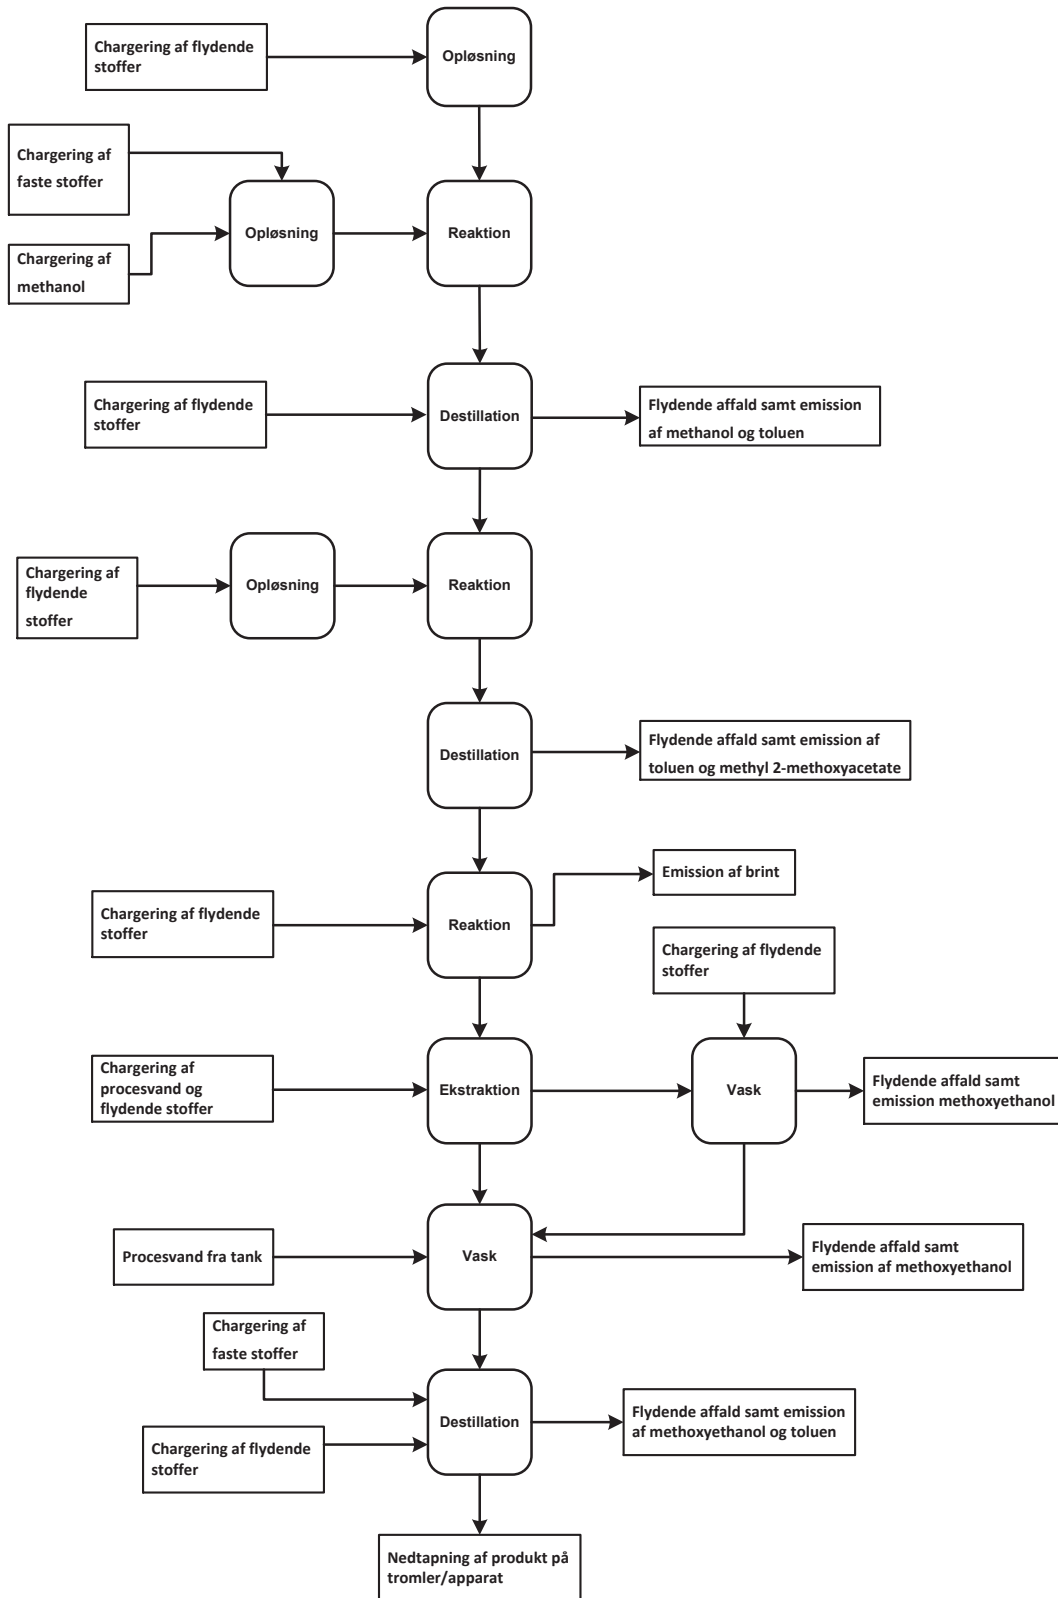 Chargering af flydende
stoffer
Opløsning
Chargering af
faste stoffer
Opløsning
Reaktion
Chargering af
methanol
Chargering af flydende
stoffer
Destillation
Flydende affald samt emission
af methanol og toluen
Chargering af
flydende
stoffer
Opløsning
Reaktion
Destillation
Flydende affald samt emission af
toluen og methyl 2-methoxyacetate
Emission af brint
Chargering af flydende
stoffer
Reaktion
Chargering af flydende
stoffer
Chargering af
procesvand og
flydende stoffer
Ekstraktion
Vask
Flydende affald samt
emission methoxyethanol
Procesvand fra tank
Vask
Flydende affald samt
emission af methoxyethanol
Chargering af
faste stoffer
Destillation
Flydende affald samt emission
af methoxyethanol og toluen
Chargering af flydende
stoffer
Nedtapning af produkt på
tromler/apparat